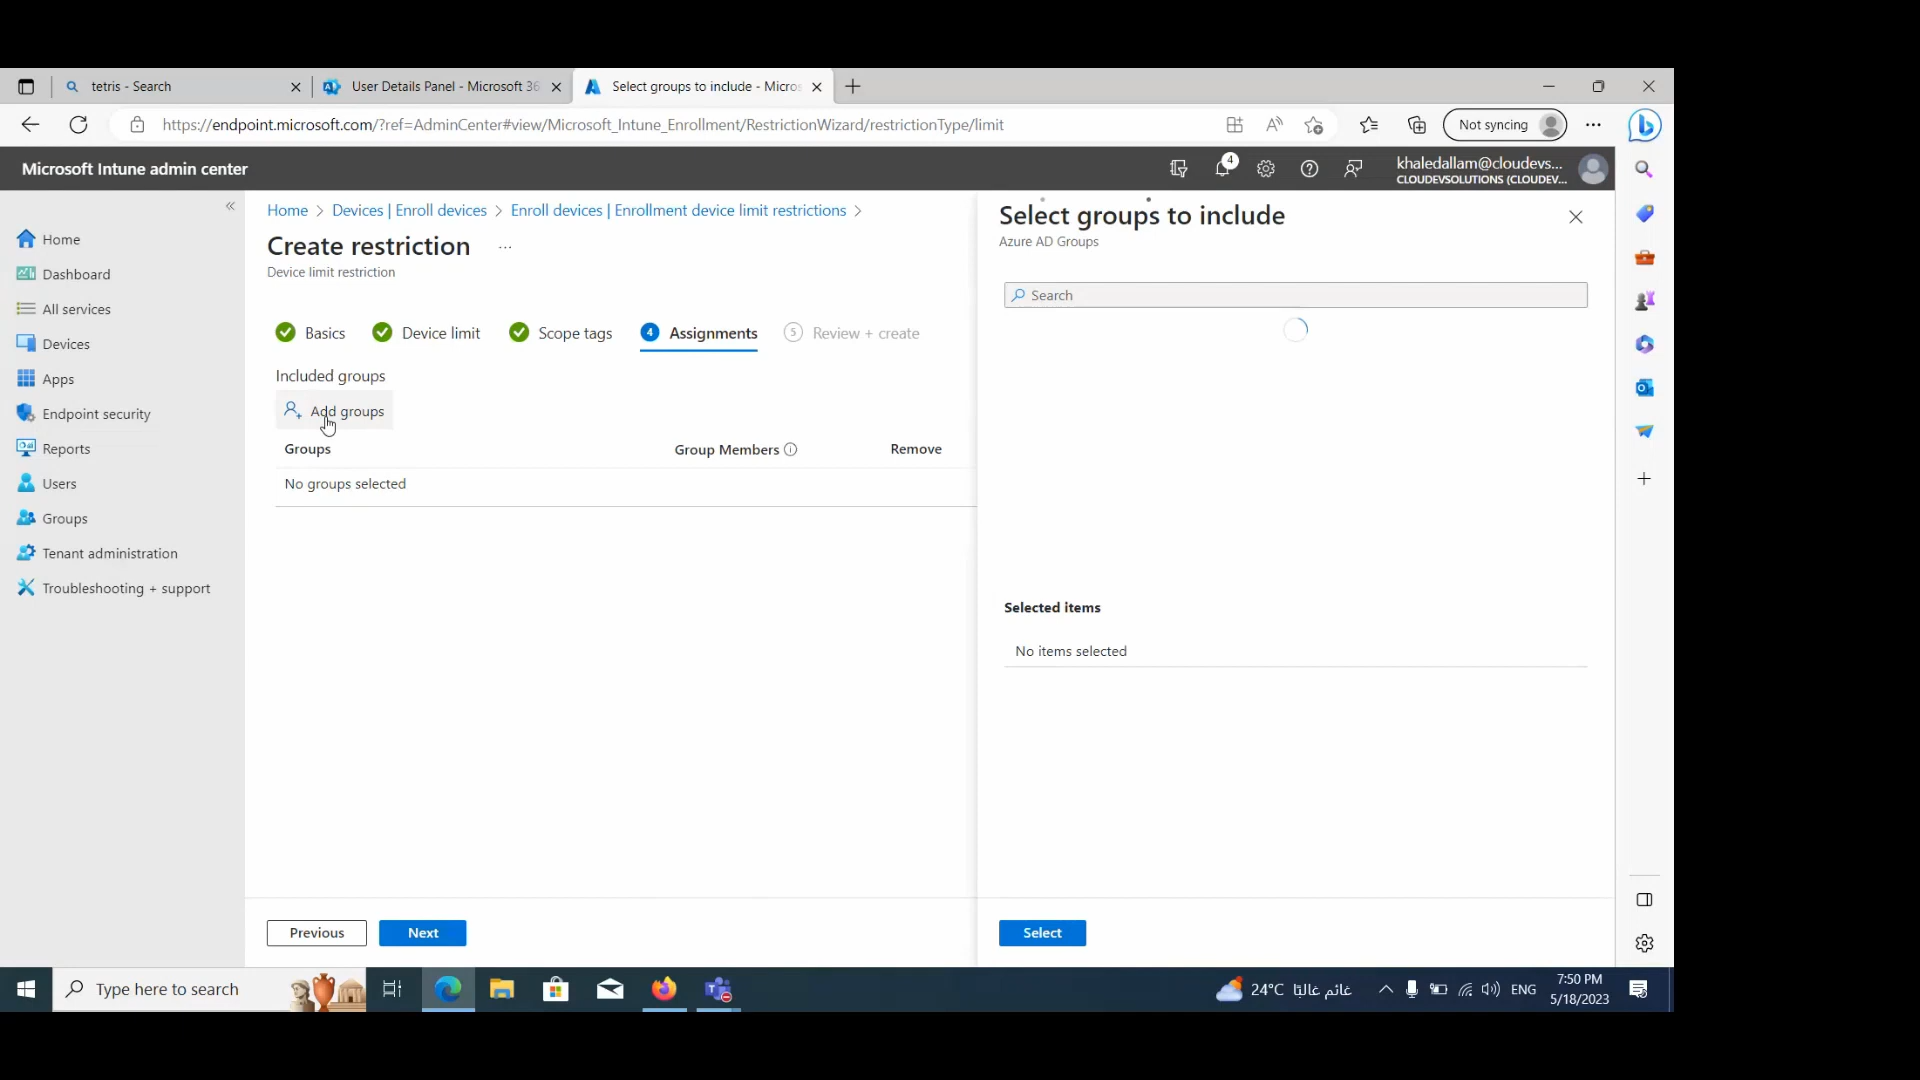 tetris - Search
User Details Panel - Microsoft 36
Select groups to include - Micros
https://endpoint.microsoft.com/?ref=AdminCenter#view/Microsoft_Intune_Enrollment/RestrictionWizard/restrictionType/limit
Not syncing
Microsoft Intune admin center
4
khaledallam@cloudevs...
CLOUDEVSOLUTIONS (CLOUDEV...
Home
Dashboard
All services
Devices
Apps
Endpoint security
Reports
Users
Groups
Tenant administration
Troubleshooting + support
Home > Devices | Enroll devices > Enroll devices | Enrollment device limit restrictions >
Create restriction ...
Device limit restriction
Basics
Device limit
Scope tags
4 Assignments
5 Review + create
Included groups
Add groups
Groups
Group Members
Remove
No groups selected
Previous
Next
Select groups to include
Azure AD Groups
Search
Selected items
No items selected
Select
Type here to search
24°C غائم غالبًا
ENG
7:50 PM
5/18/2023